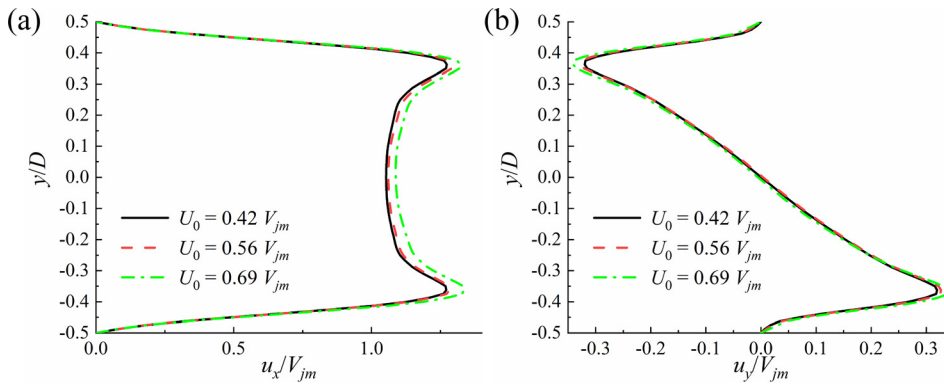 (a)
0.5
0.4
0.3
0.2
0.1
0.0
-0.1
-0.2
-0.3
-0.4
-0.5
y/D
U₀ = 0.42 Vⱼₘ
U₀ = 0.56 Vⱼₘ
U₀ = 0.69 Vⱼₘ
0.0 0.5 1.0
uₓ/Vⱼₘ
(b)
0.5
0.4
0.3
0.2
0.1
0.0
-0.1
-0.2
-0.3
-0.4
-0.5
y/D
U₀ = 0.42 Vⱼₘ
U₀ = 0.56 Vⱼₘ
U₀ = 0.69 Vⱼₘ
-0.3 -0.2 -0.1 0.0 0.1 0.2 0.3
u_y/Vⱼₘ